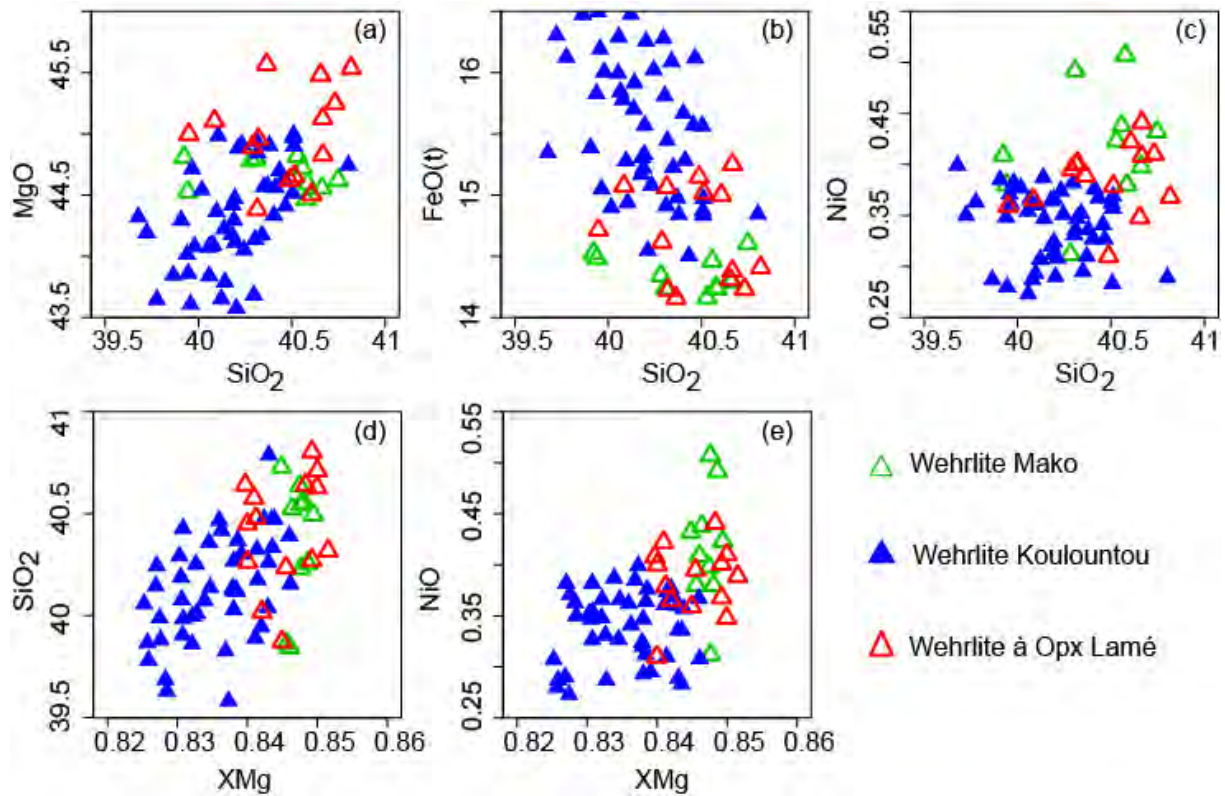 (a)
MgO
43.5 44.5 45.5
39.5 40 40.5 41
SiO2
(b)
FeO(t)
14 15 16
39.5 40 40.5 41
SiO2
(c)
NiO
0.25 0.35 0.45 0.55
39.5 40 40.5 41
SiO2
(d)
SiO2
39.5 40 40.5 41
0.82 0.83 0.84 0.85 0.86
XMg
(e)
NiO
0.25 0.35 0.45 0.55
0.82 0.83 0.84 0.85 0.86
XMg
Wehrlite Mako
Wehrlite Koulountou
Wehrlite à Opx Lamé